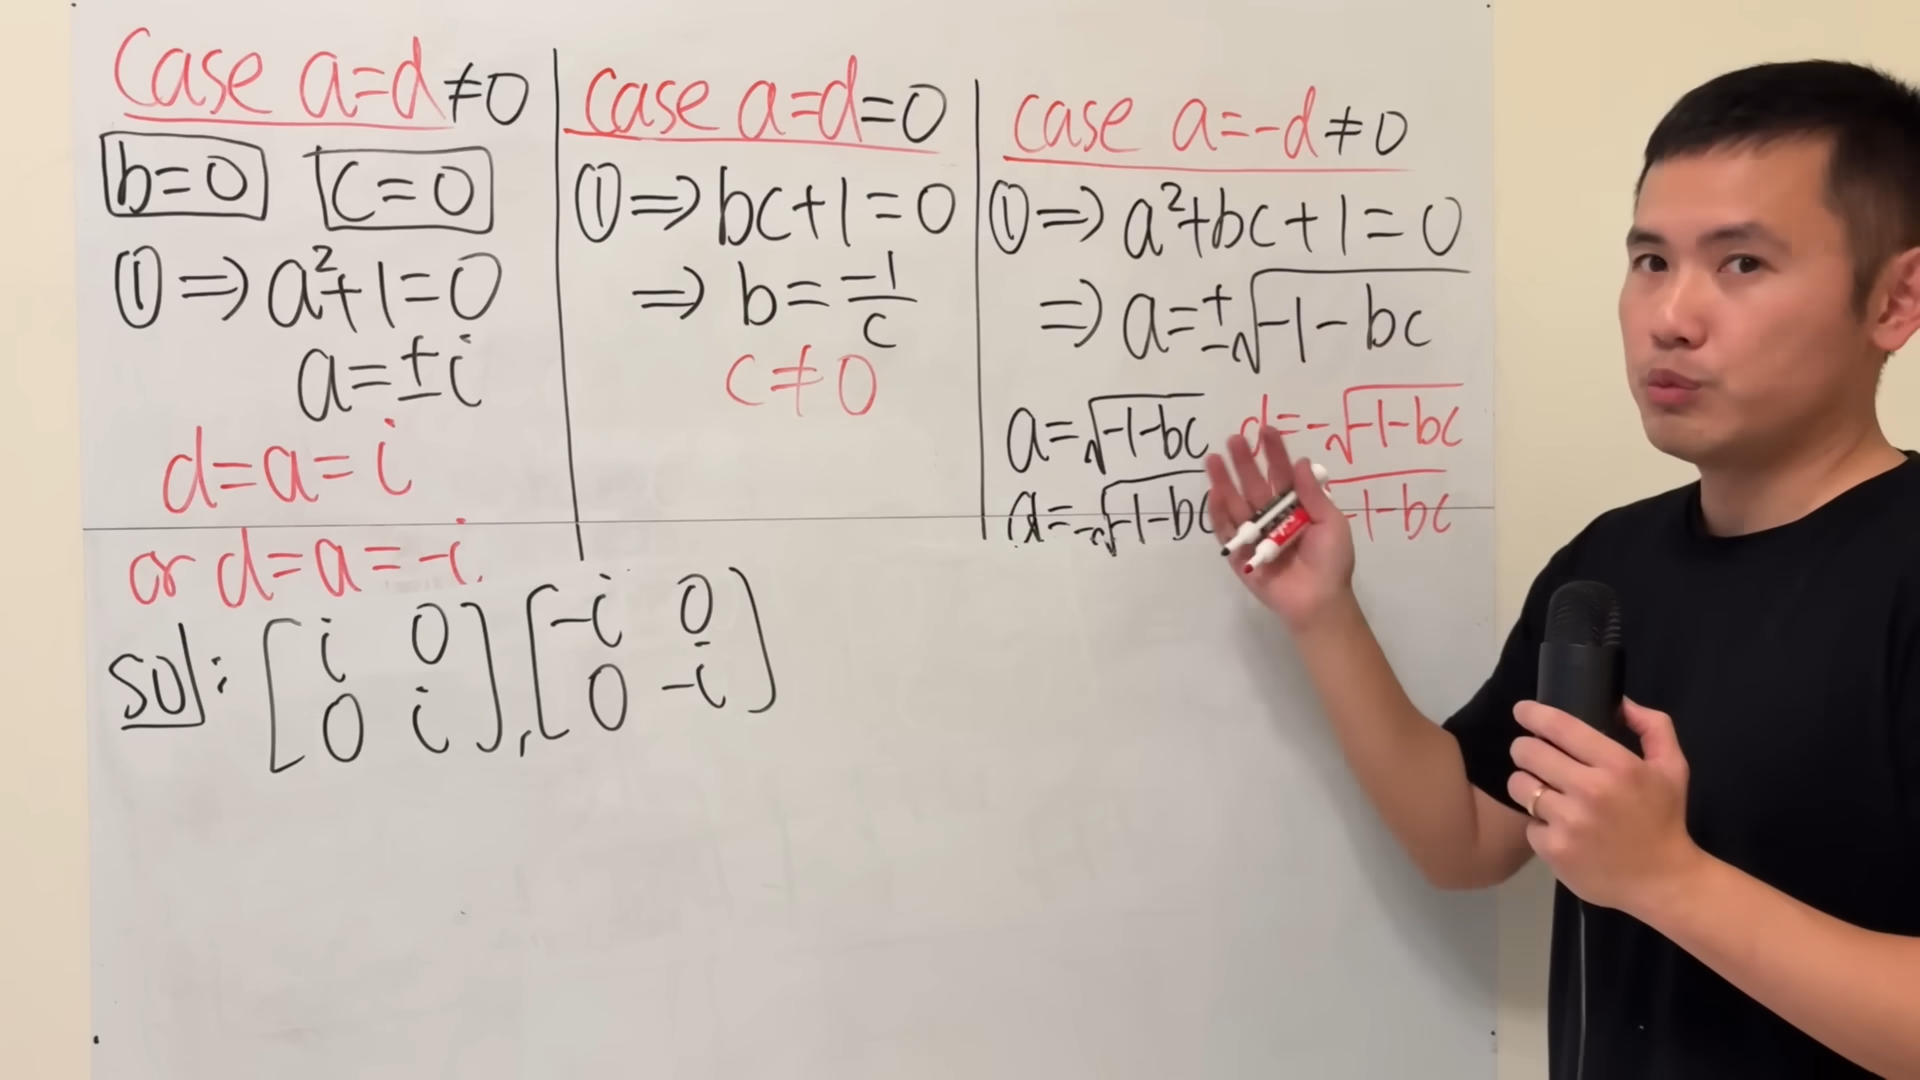 Case a=d≠0
b=0 c=0
① ⇒ a²+1=0
a=±i
d=a=i
or d=a=-i
Case a=d=0
① ⇒ bc+1=0
⇒ b=-1/c
c≠0
Case a=-d≠0
① ⇒ a²+bc+1=0
⇒ a=±√-1-bc
a=√-1-bc d=-√-1-bc
a=-√-1-bc -1-bc
sol: [i 0 , [-i 0
0 i] 0 -i]